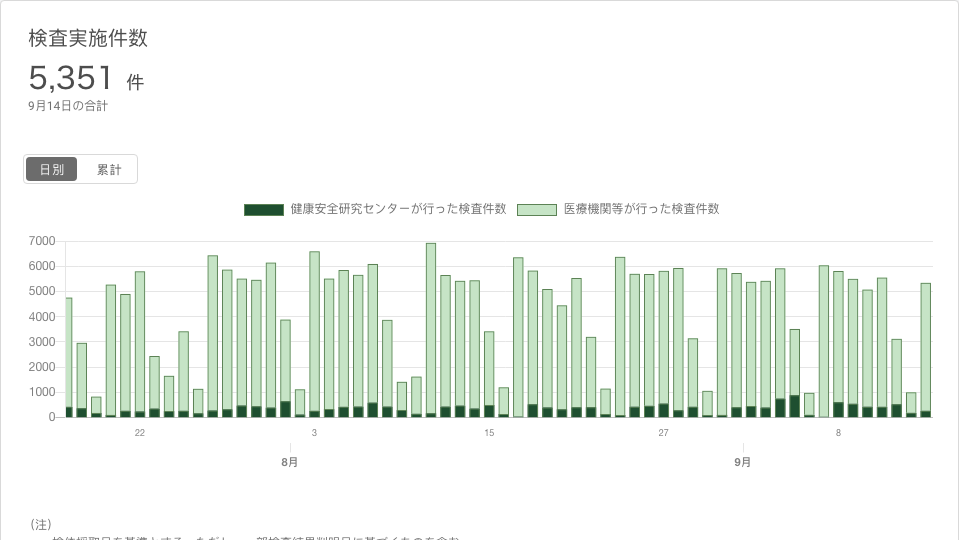 検査実施件数
5,351 件
9月14日の合計
日別 累計
健康安全研究センターが行った検査件数 医療機関等が行った検査件数
7000
6000
5000
4000
3000
2000
1000
0
22 3 15 27 8
8月 9月
（注）